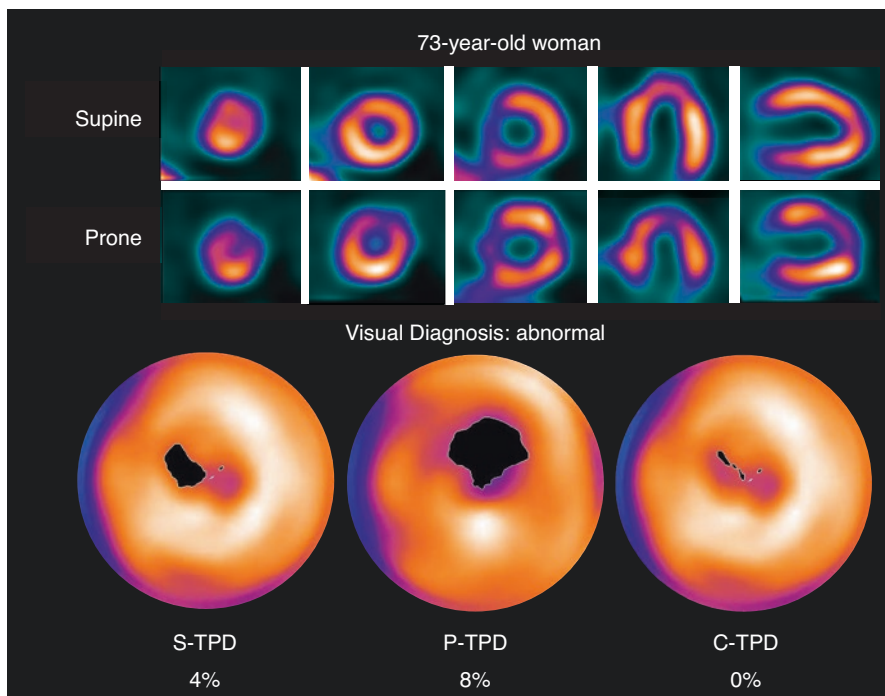 73-year-old woman
Supine
Prone
Visual Diagnosis: abnormal
S-TPD P-TPD C-TPD
4% 8% 0%